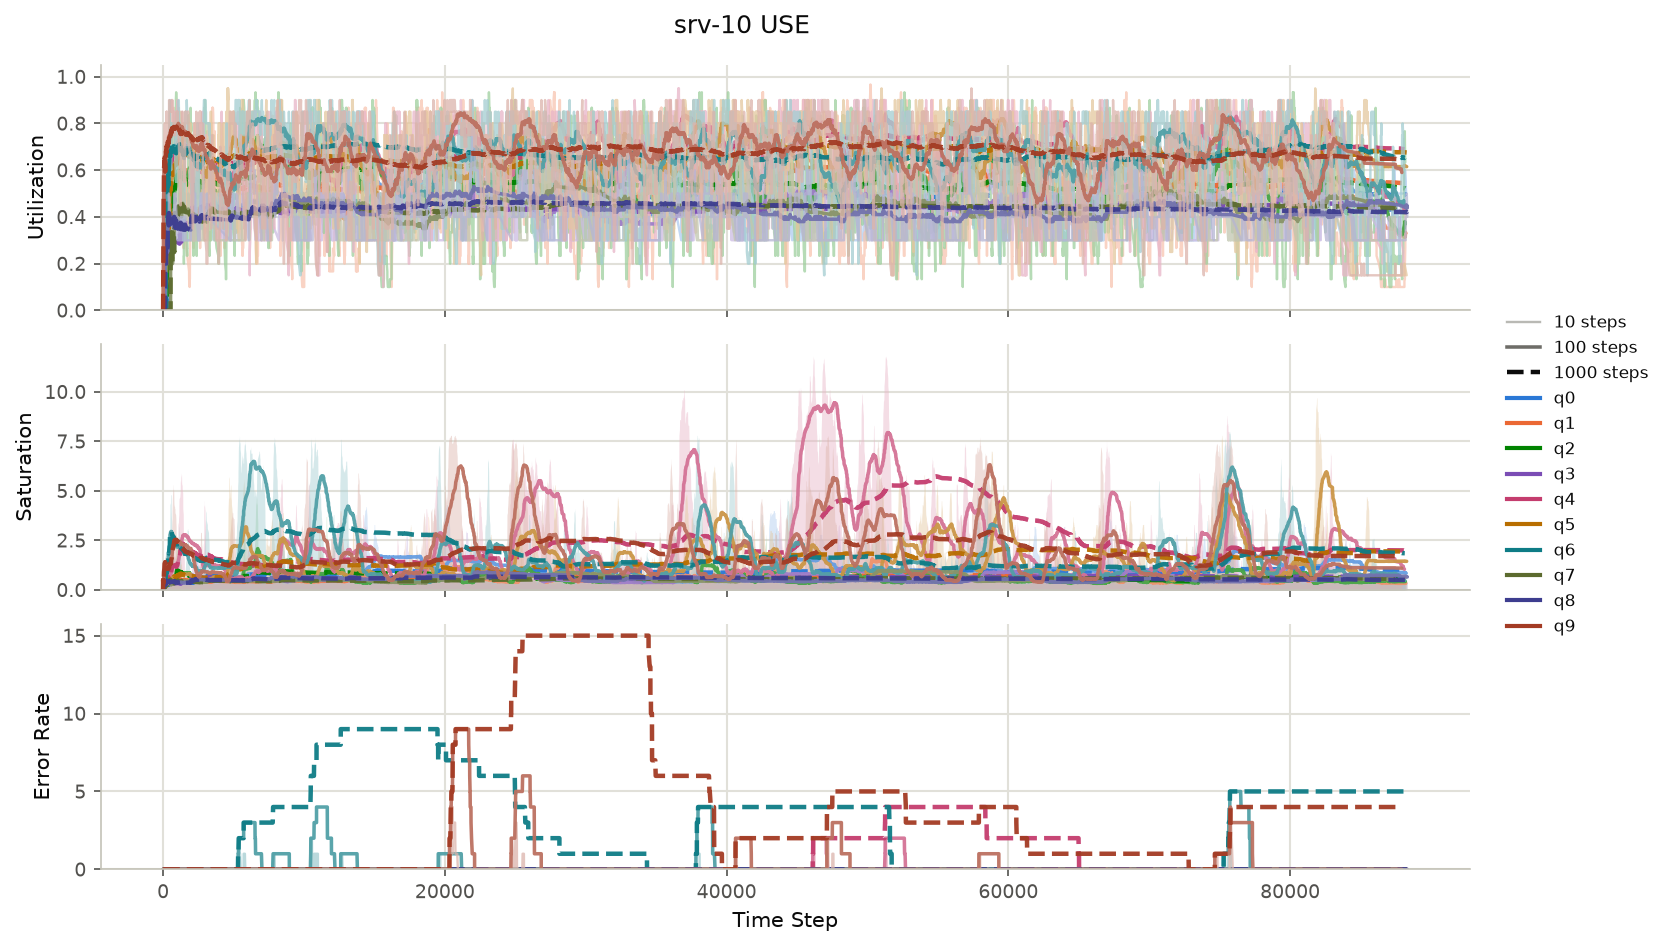 srv-10 USE
1.0
0.8
0.6
0.4
0.2
0.0
Utilization
10.0
7.5
5.0
2.5
0.0
Saturation
15
10
5
0
Error Rate
0
20000
40000
60000
80000
Time Step
10 steps
100 steps
1000 steps
q0
q1
q2
q3
q4
q5
q6
q7
q8
q9